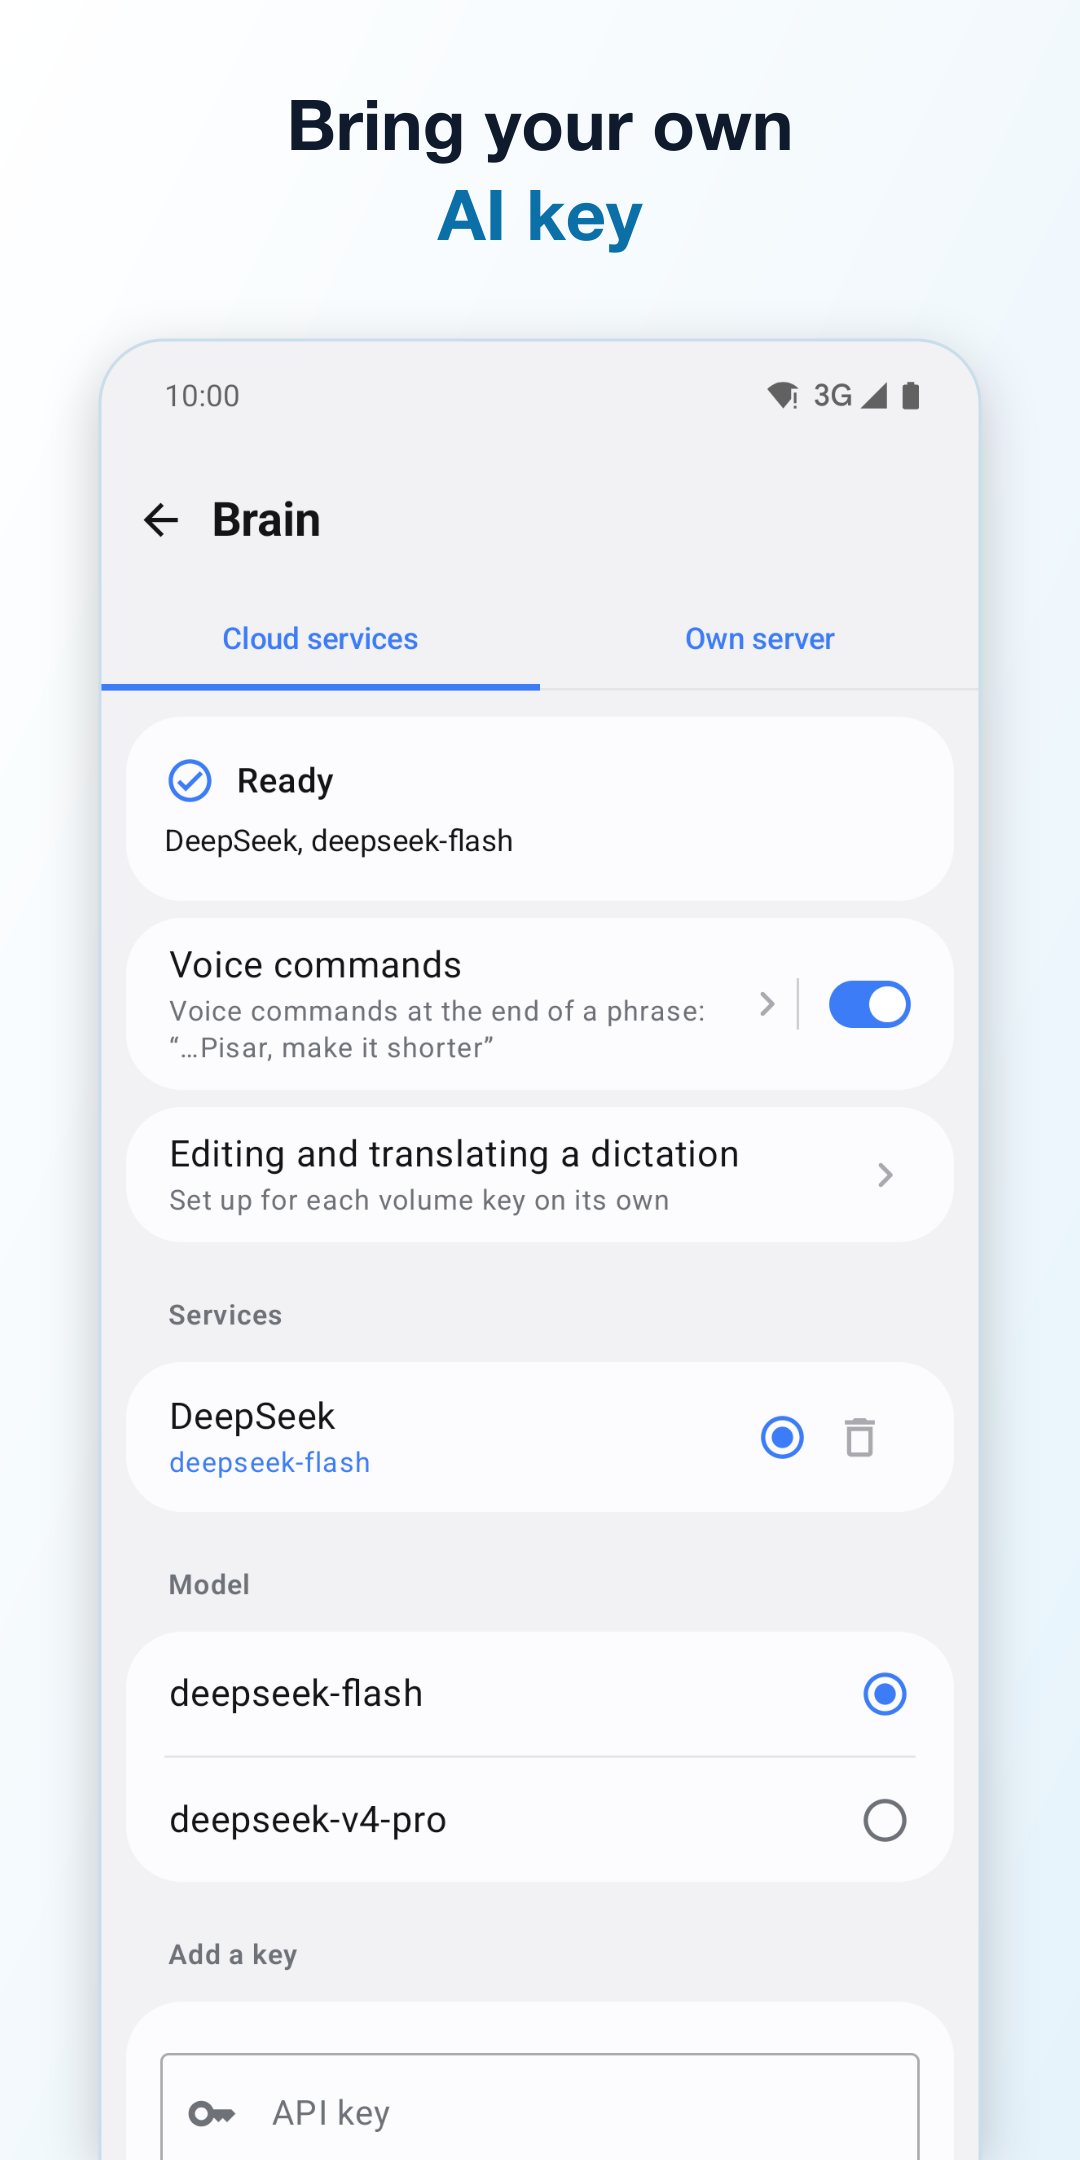 Bring your own
AI key
10:00
3G
Brain
Cloud services
Own server
Ready
DeepSeek, deepseek-flash
Voice commands
Voice commands at the end of a phrase:
“…Pisar, make it shorter”
Editing and translating a dictation
Set up for each volume key on its own
Services
DeepSeek
deepseek-flash
Model
deepseek-flash
deepseek-v4-pro
Add a key
API key